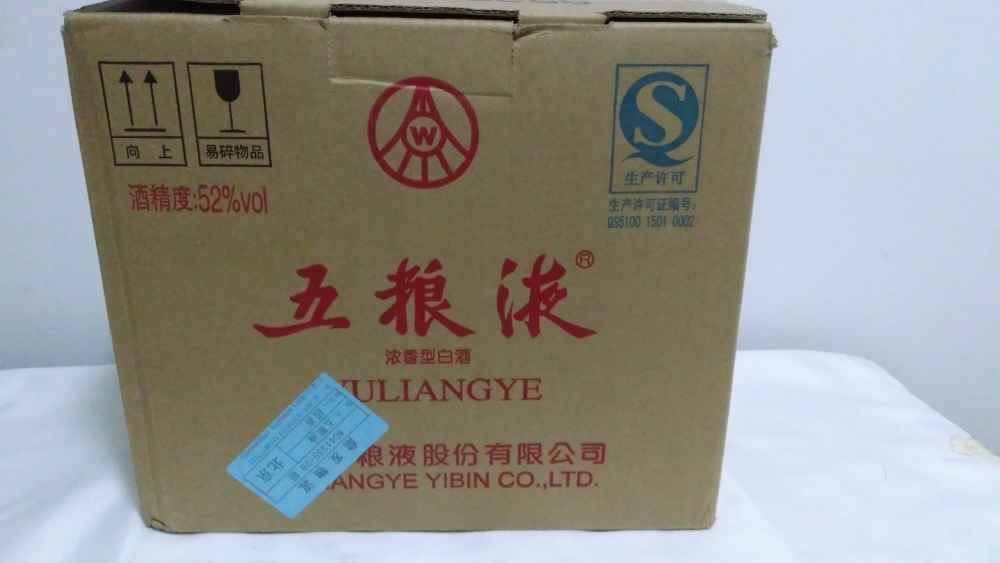 向 上
易碎物品
酒精度:52%vol
W
S
生产许可
生产许可证编号:
QS5100 1501 0002
五粮液®
浓香型白酒
ULIANGYE
粮液股份有限公司
ANGYE YIBIN CO.,LTD.
北京